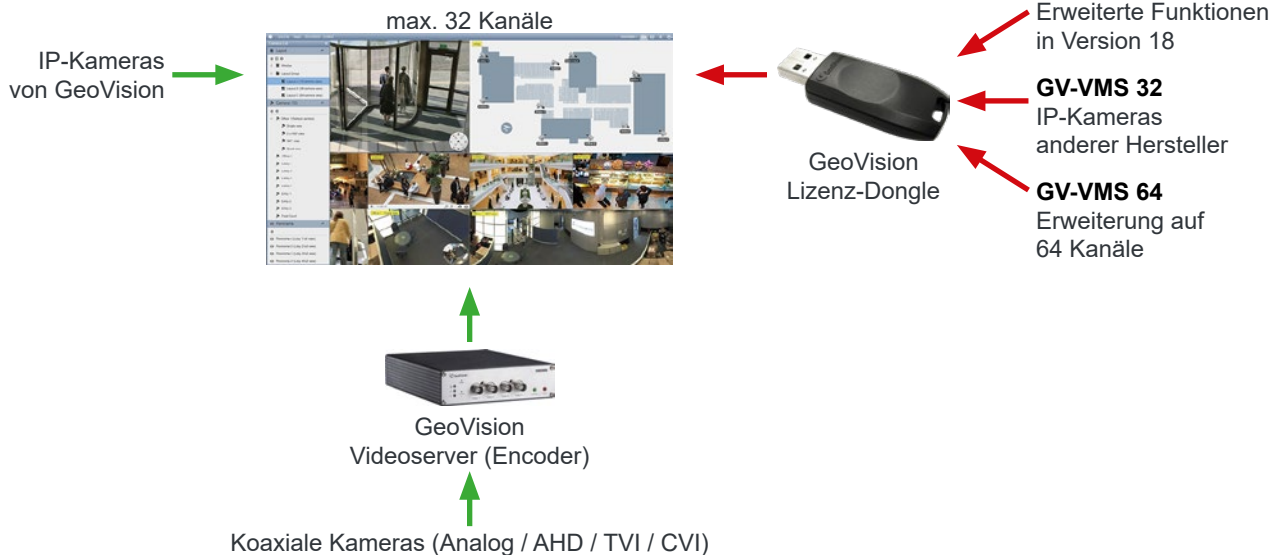 max. 32 Kanäle
IP-Kameras
von GeoVision
Erweiterte Funktionen
in Version 18
GV-VMS 32
IP-Kameras
anderer Hersteller
GV-VMS 64
Erweiterung auf
64 Kanäle
GeoVision
Lizenz-Dongle
GeoVision
Videoserver (Encoder)
Koaxiale Kameras (Analog / AHD / TVI / CVI)